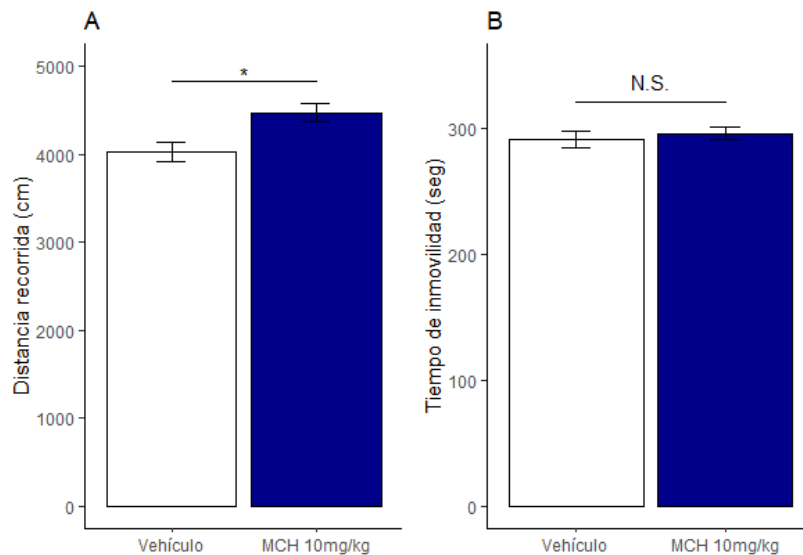 A
Distancia recorrida (cm)
5000
4000
3000
2000
1000
0
*
Vehículo
MCH 10mg/kg
B
Tiempo de inmovilidad (seg)
300
200
100
0
N.S.
Vehículo
MCH 10mg/kg